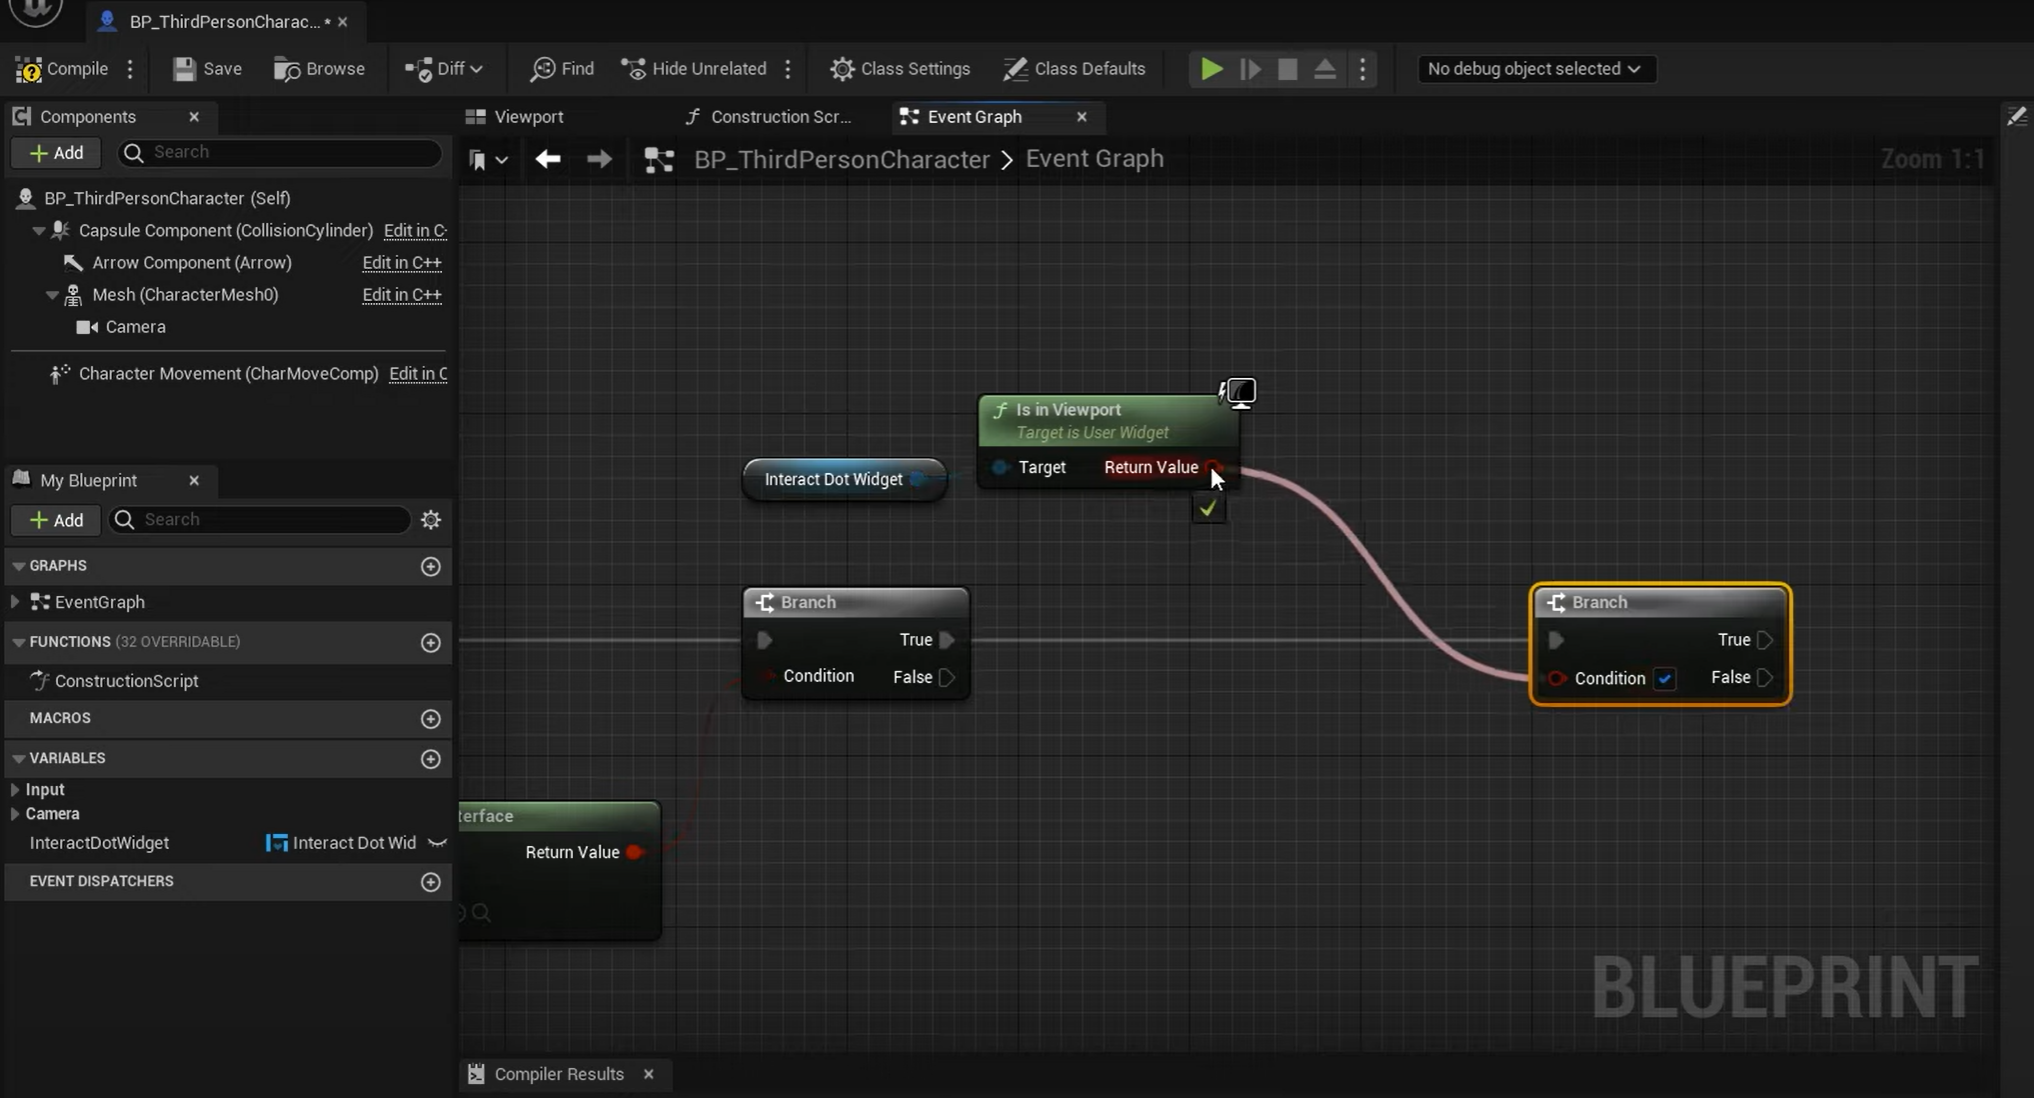 BP_ThirdPersonCharac... *
Compile
Save
Browse
Diff
Find
Hide Unrelated
Class Settings
Class Defaults
No debug object selected
Components
Viewport
Construction Scr...
Event Graph
Add
Search
BP_ThirdPersonCharacter > Event Graph
Zoom 1:1
BP_ThirdPersonCharacter (Self)
Capsule Component (CollisionCylinder) Edit in C
Arrow Component (Arrow) Edit in C++
Mesh (CharacterMesh0) Edit in C++
Camera
Character Movement (CharMoveComp) Edit in C
Is in Viewport
Target is User Widget
Target
Return Value
Interact Dot Widget
My Blueprint
Add
Search
GRAPHS
EventGraph
FUNCTIONS (32 OVERRIDABLE)
ConstructionScript
MACROS
VARIABLES
Input
Camera
InteractDotWidget Interact Dot Wid
EVENT DISPATCHERS
Branch
True
Condition
False
Branch
True
Condition
False
terface
Return Value
BLUEPRINT
Compiler Results